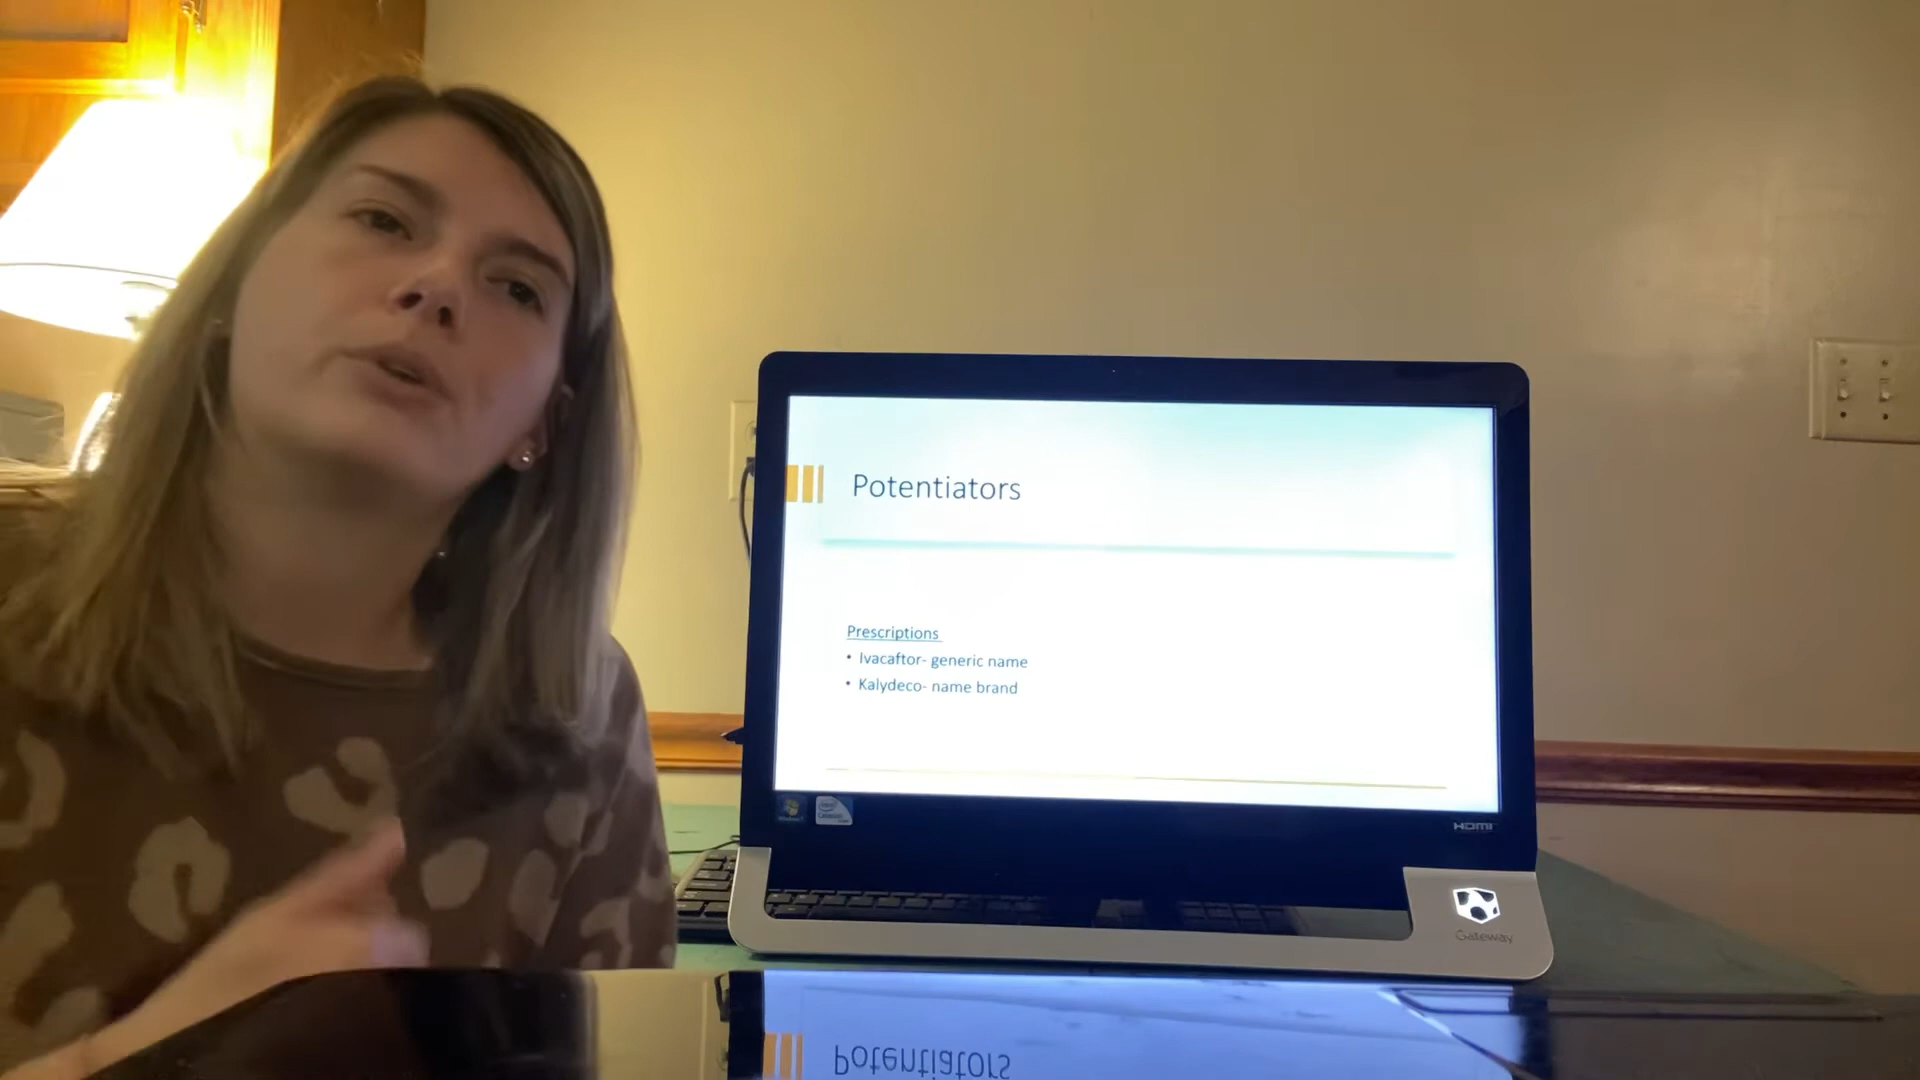 Potentiators
Prescriptions
• Ivacaftor- generic name
• Kalydeco- name brand
HDMI
Gateway
Potentiators